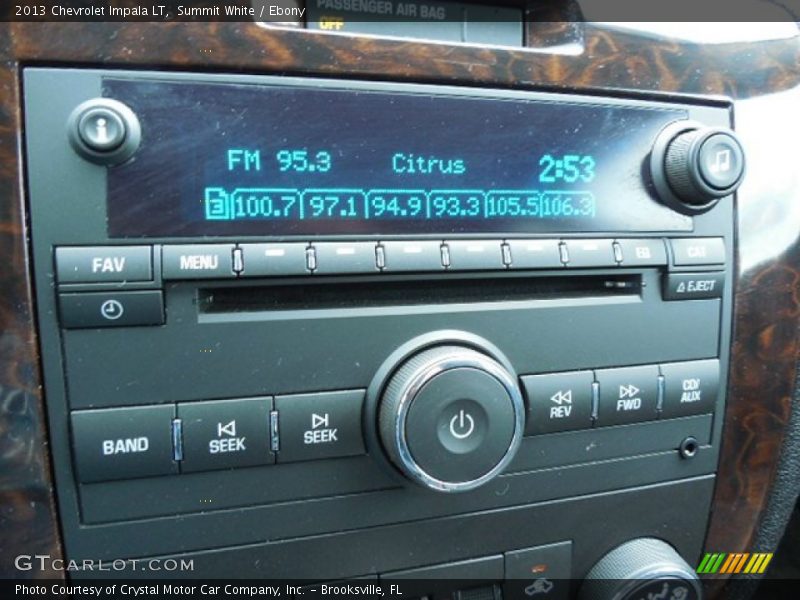 2013 Chevrolet Impala LT, Summit White / Ebony
PASSENGER AIR BAG
OFF
FM 95.3 Citrus 2:53
3 100.7 97.1 94.9 93.3 105.5 106.3
FAV MENU EQ CAT
EJECT
BAND SEEK SEEK REV FWD CD/AUX
GTCARLOT.COM
Photo Courtesy of Crystal Motor Car Company, Inc. – Brooksville, FL